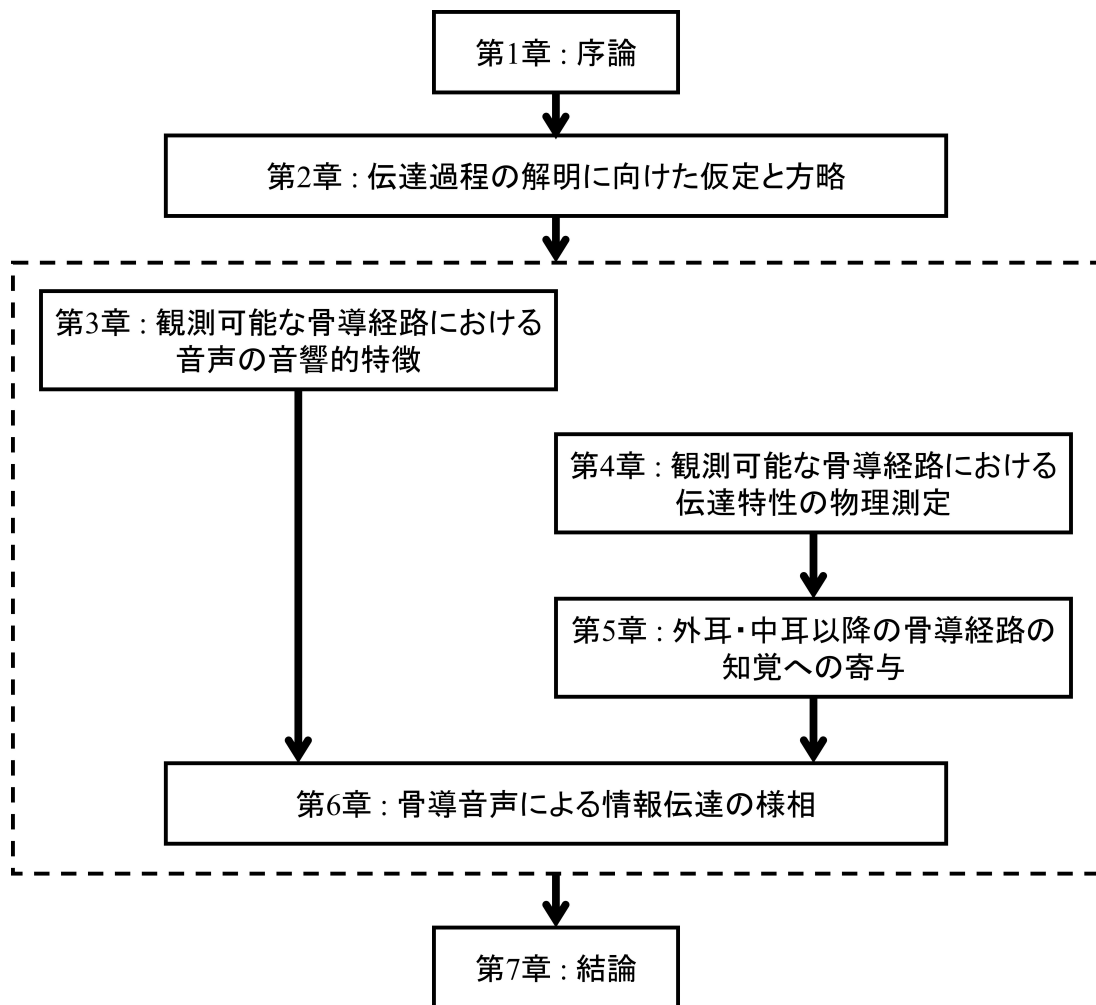 第1章 : 序論
第2章 : 伝達過程の解明に向けた仮定と方略
第3章 : 観測可能な骨導経路における
音声の音響的特徴
第4章 : 観測可能な骨導経路における
伝達特性の物理測定
第5章 : 外耳・中耳以降の骨導経路の
知覚への寄与
第6章 : 骨導音声による情報伝達の様相
第7章 : 結論